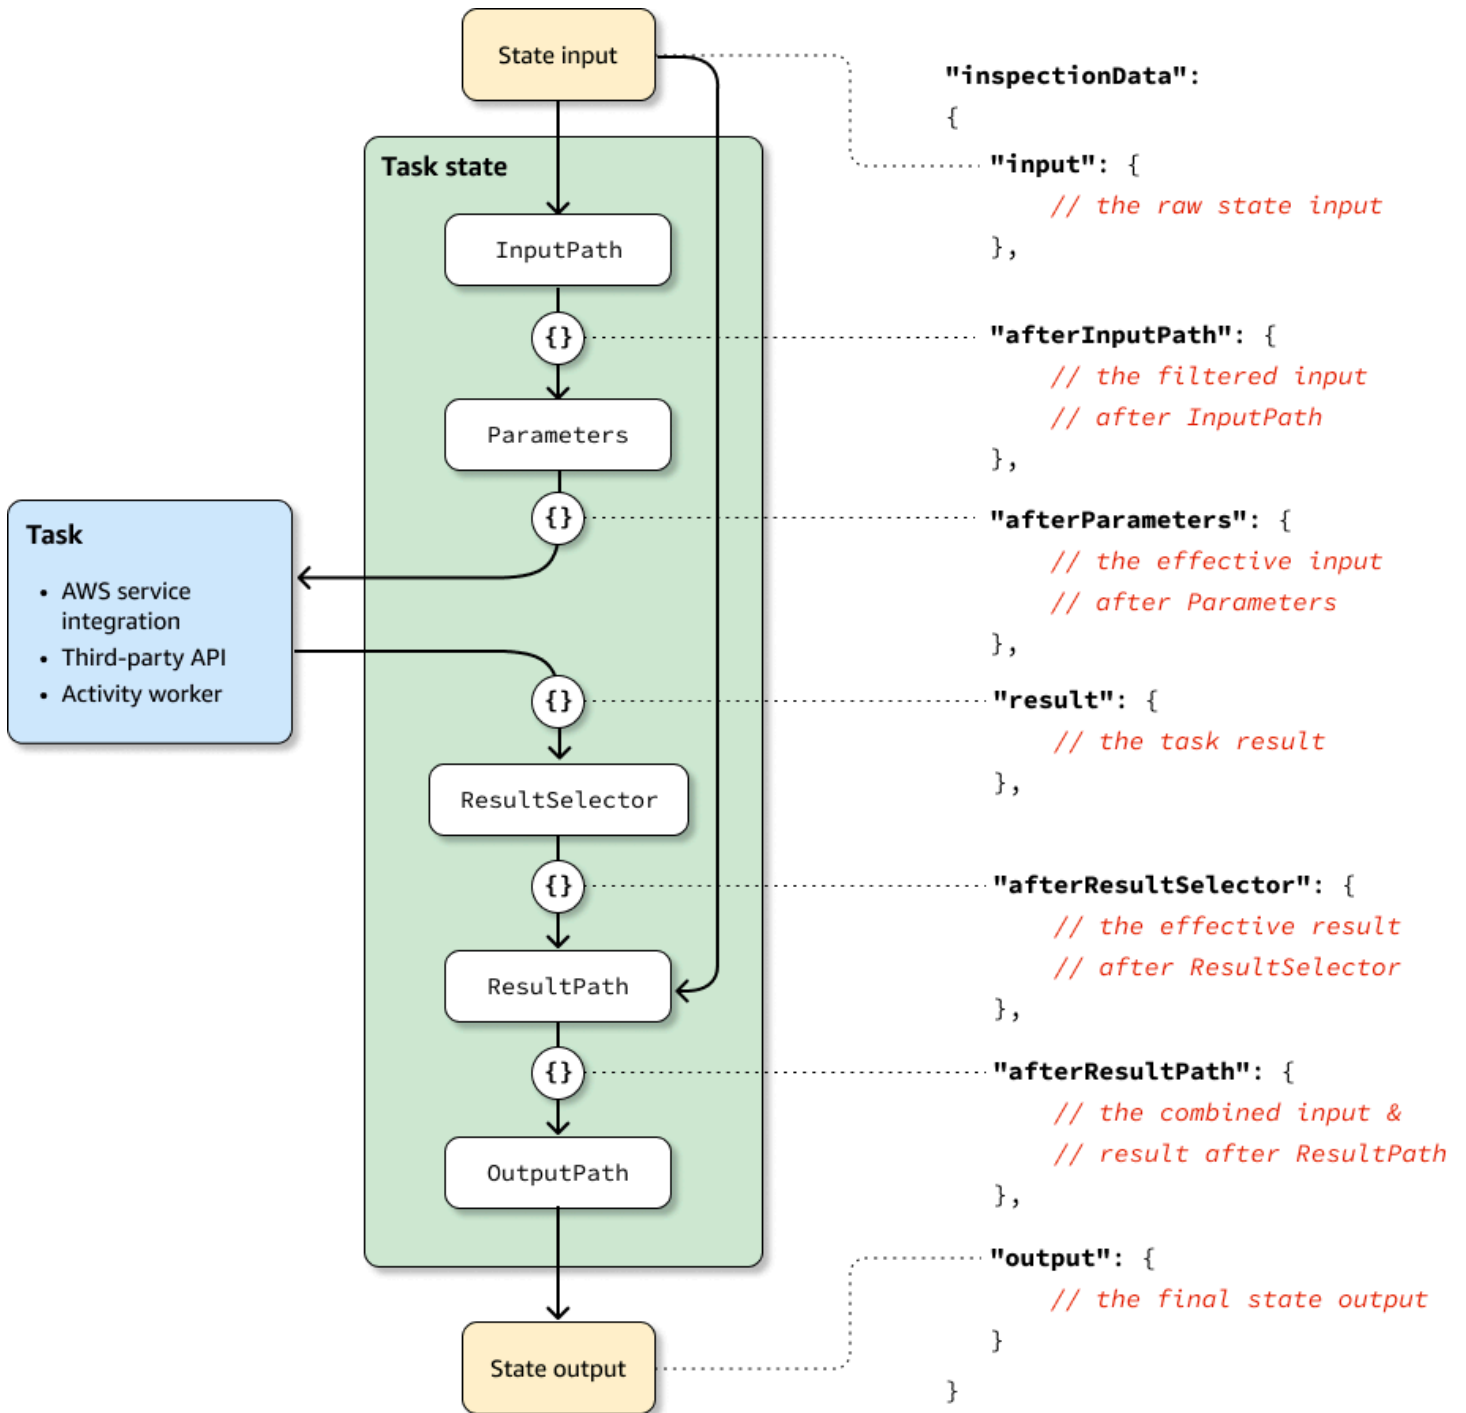 State input
Task state
InputPath
{}
Parameters
{}
Task
• AWS service
integration
• Third-party API
• Activity worker
{}
ResultSelector
{}
ResultPath
{}
OutputPath
State output
"inspectionData":
{
"input": {
// the raw state input
},
"afterInputPath": {
// the filtered input
// after InputPath
},
"afterParameters": {
// the effective input
// after Parameters
},
"result": {
// the task result
},
"afterResultSelector": {
// the effective result
// after ResultSelector
},
"afterResultPath": {
// the combined input &
// result after ResultPath
},
"output": {
// the final state output
}
}